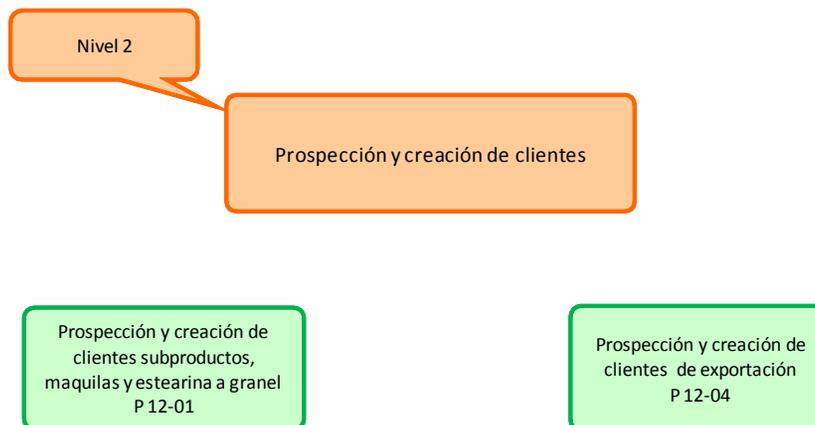 Nivel 2
Prospección y creación de clientes
Prospección y creación de
clientes subproductos,
maquilas y estearina a granel
P 12-01
Prospección y creación de
clientes de exportación
P 12-04